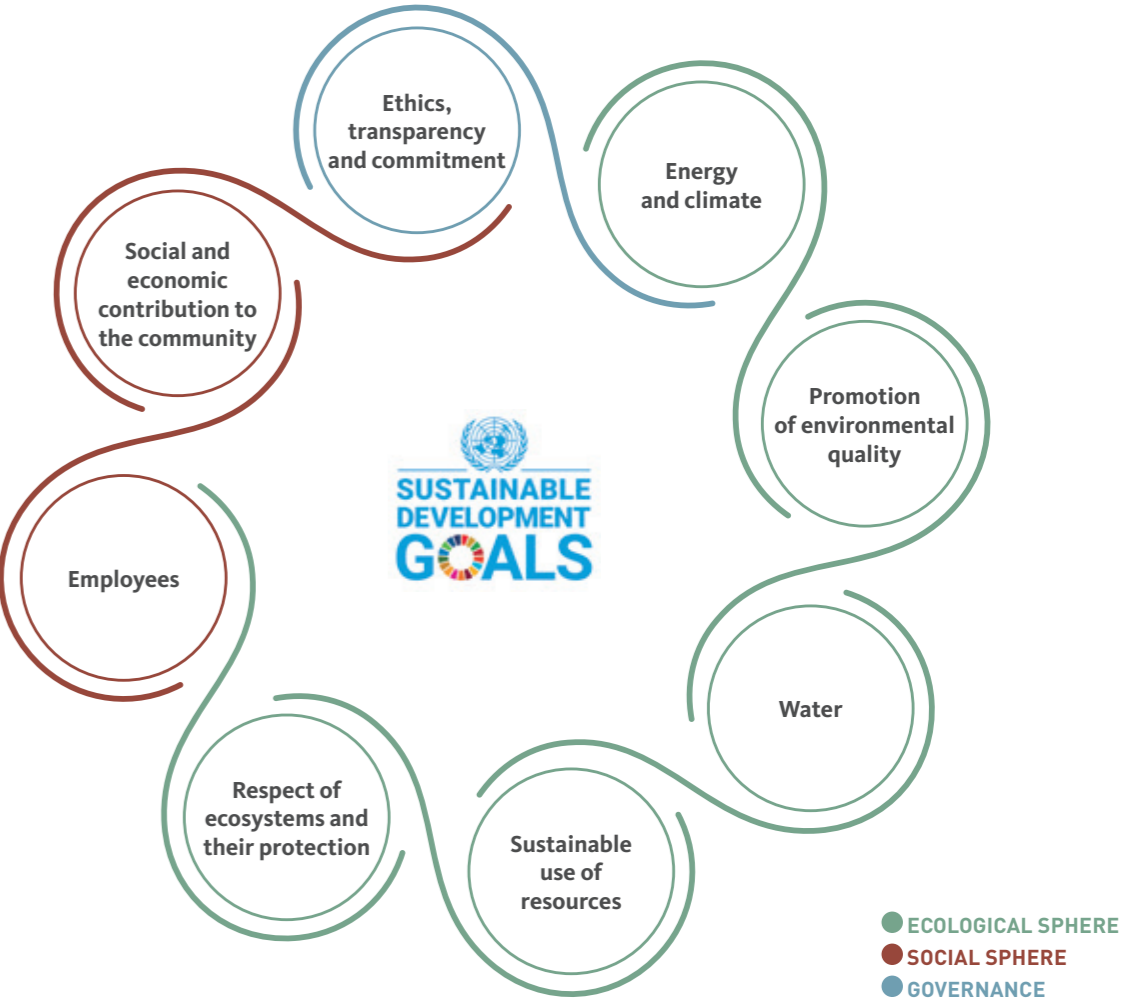 Ethics,
transparency
and commitment
Energy
and climate
Social and
economic
contribution to
the community
Promotion
of environmental
quality
SUSTAINABLE
DEVELOPMENT
GOALS
Employees
Water
Respect of
ecosystems and
their protection
Sustainable
use of
resources
ECOLOGICAL SPHERE
SOCIAL SPHERE
GOVERNANCE